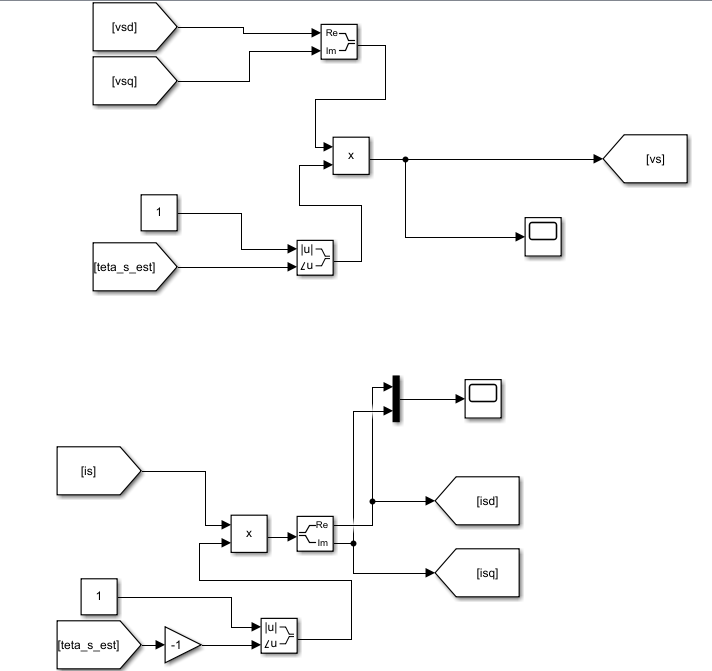 [vsd]
Re
Im
[vsq]
x
[vs]
1
|u|
∠u
[teta_s_est]
[is]
[isd]
x
Re
Im
[isq]
1
|u|
∠u
[teta_s_est]
-1